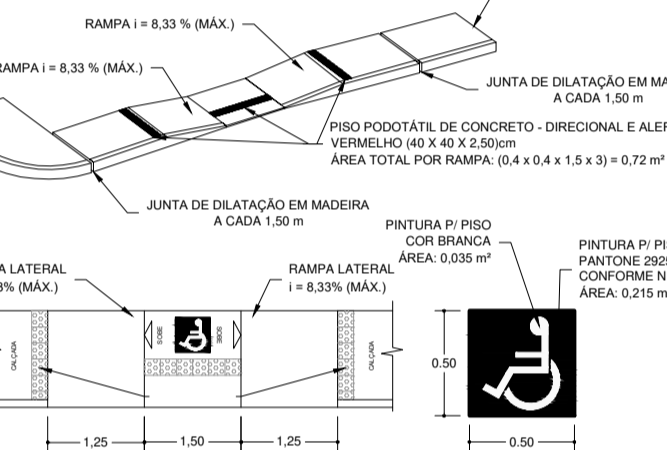 RAMPA i = 8,33 % (MÁX.)
RAMPA i = 8,33 % (MÁX.)
JUNTA DE DILATAÇÃO EM MA
A CADA 1,50 m
PISO PODOTÁTIL DE CONCRETO - DIRECIONAL E ALER
VERMELHO (40 X 40 X 2,50)cm
ÁREA TOTAL POR RAMPA: (0,4 x 0,4 x 1,5 x 3) = 0,72 m²
JUNTA DE DILATAÇÃO EM MADEIRA
A CADA 1,50 m
PINTURA P/ PISO
COR BRANCA
ÁREA: 0,035 m²
PINTURA P/ PIS
PANTONE 2925
CONFORME N
ÁREA: 0,215 m
A LATERAL
3% (MÁX.)
RAMPA LATERAL
i = 8,33% (MÁX.)
CALÇADA
SOBE
SOBE
CALÇADA
0.50
0.50
1,25
1,50
1,25